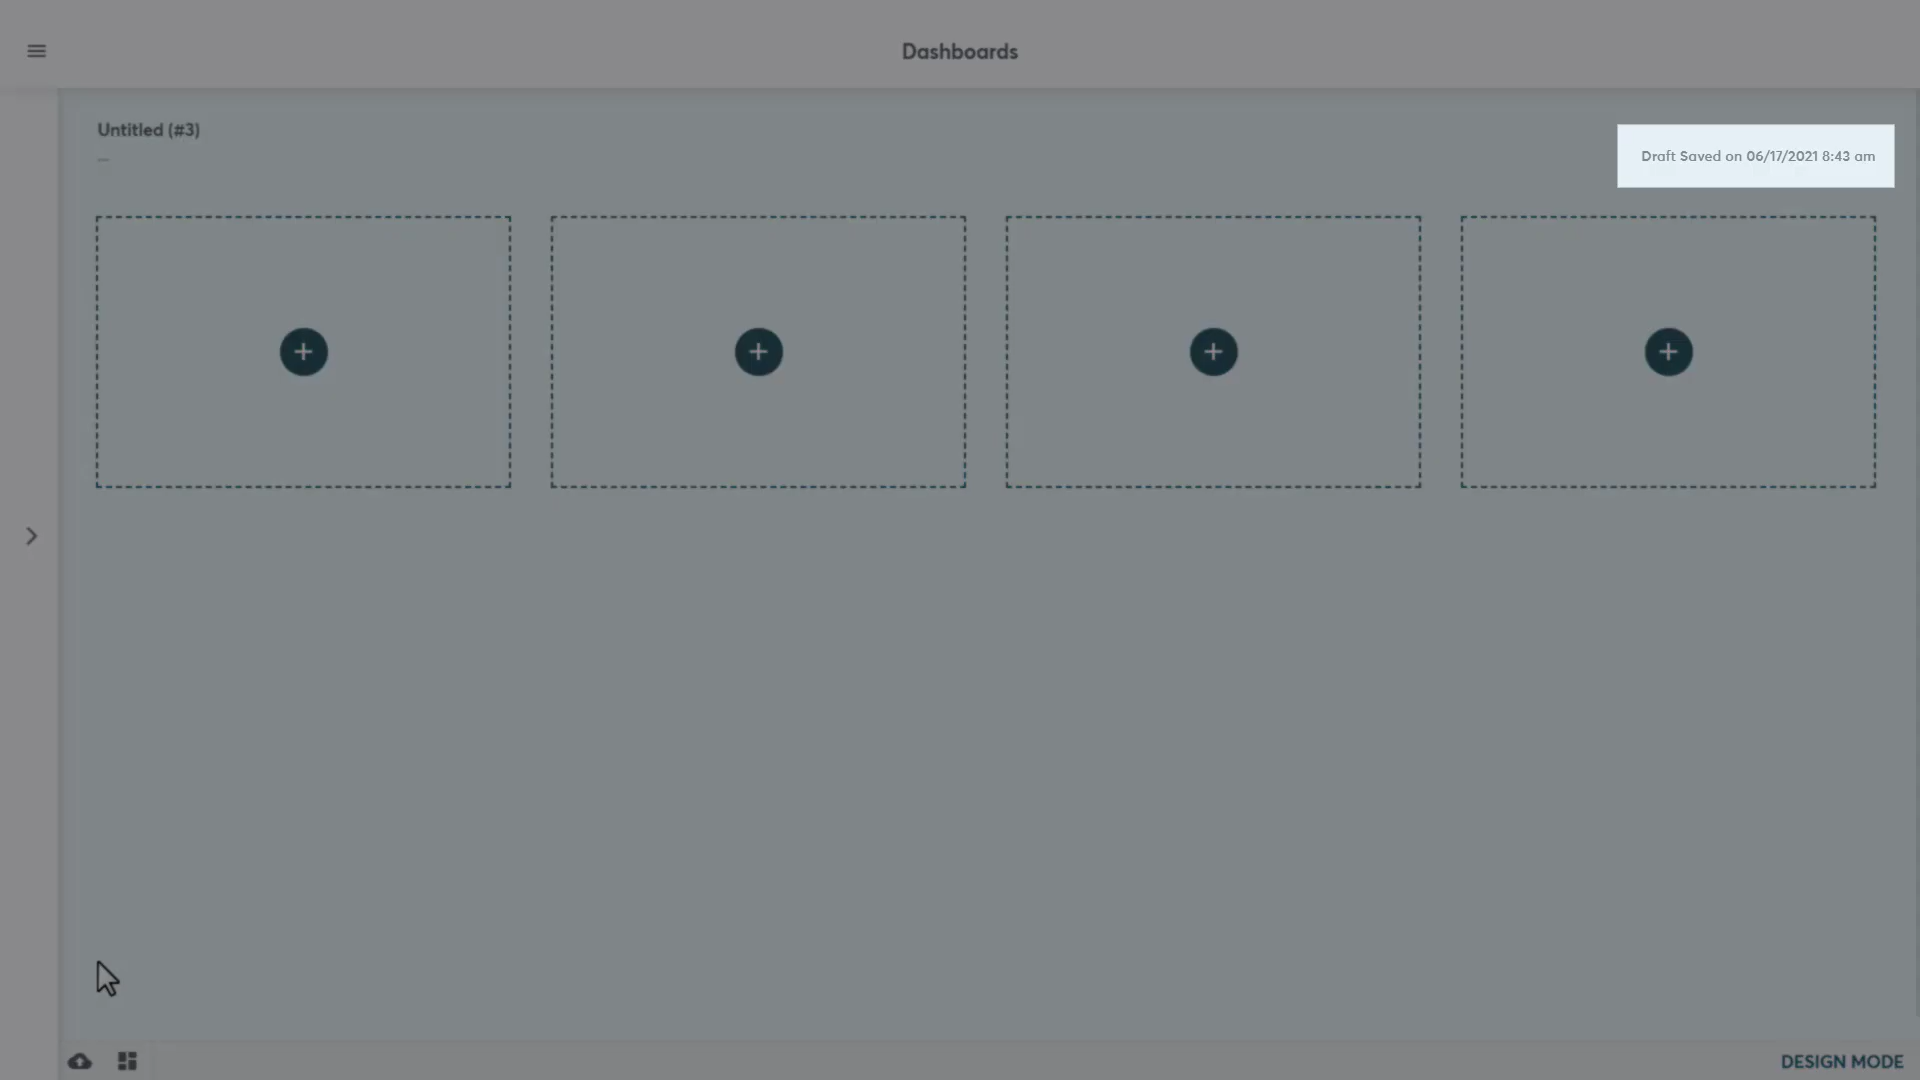 Dashboards
Untitled (#3)
—
Draft Saved on 06/17/2021 8:43 am
DESIGN MODE